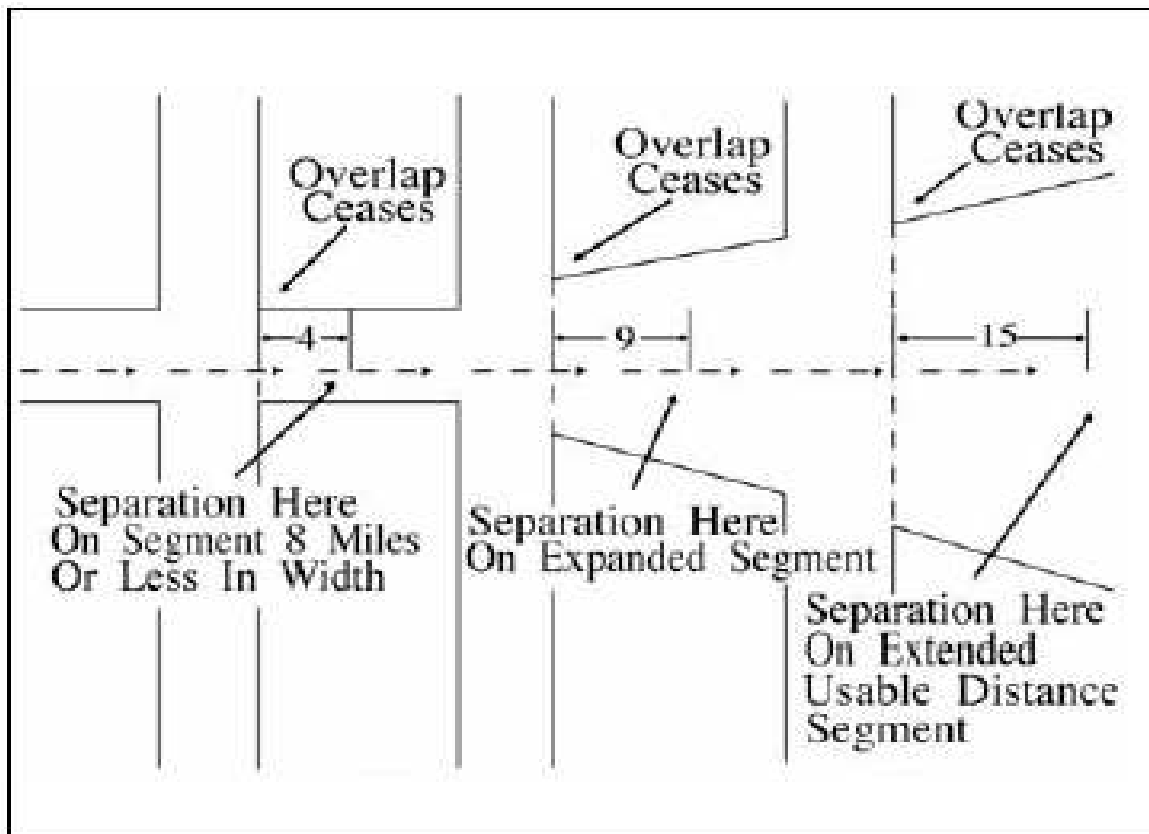 Overlap
Ceases
Overlap
Ceases
Overlap
Ceases
4
9
15
Separation Here
On Segment 8 Miles
Or Less In Width
Separation Here
On Expanded Segment
Separation Here
On Extended
Usable Distance
Segment